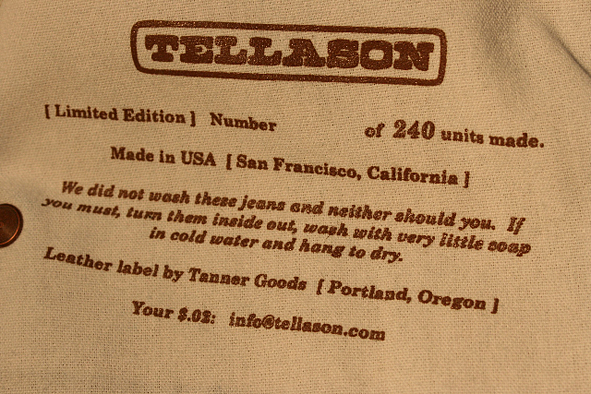 TELLASON
[ Limited Edition ] Number of 240 units made.
Made in USA [ San Francisco, California ]
We did not wash these jeans and neither should you. If
you must, turn them inside out, wash with very little soap
in cold water and hang to dry.
Leather label by Tanner Goods [ Portland, Oregon ]
Your $.02: info@tellason.com